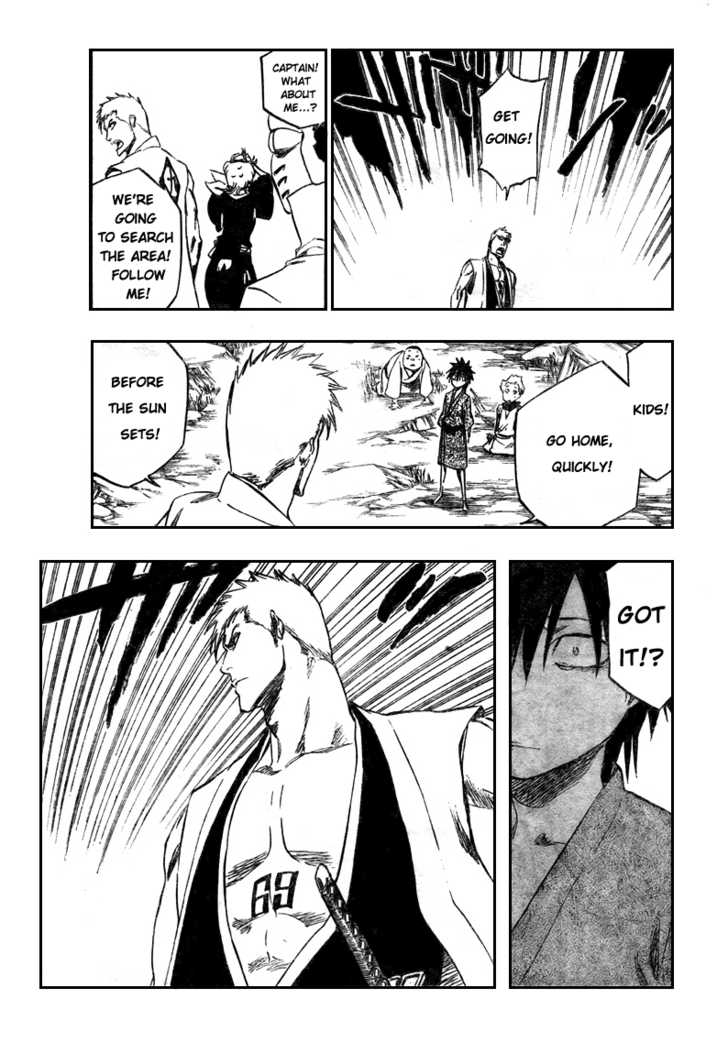 GET
GOING!
CAPTAIN!
WHAT
ABOUT
ME...?
WE'RE
GOING
TO SEARCH
THE AREA!
FOLLOW
ME!
KIDS!
GO HOME,
QUICKLY!
BEFORE
THE SUN
SETS!
GOT
IT!?
69